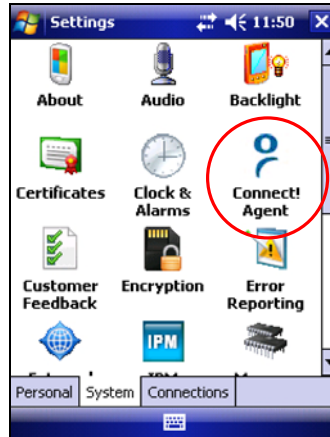 Settings 11:50
About Audio Backlight
Certificates Clock & Connect!
Alarms Agent
Customer Encryption Error
Feedback Reporting
IPM
Personal System Connections